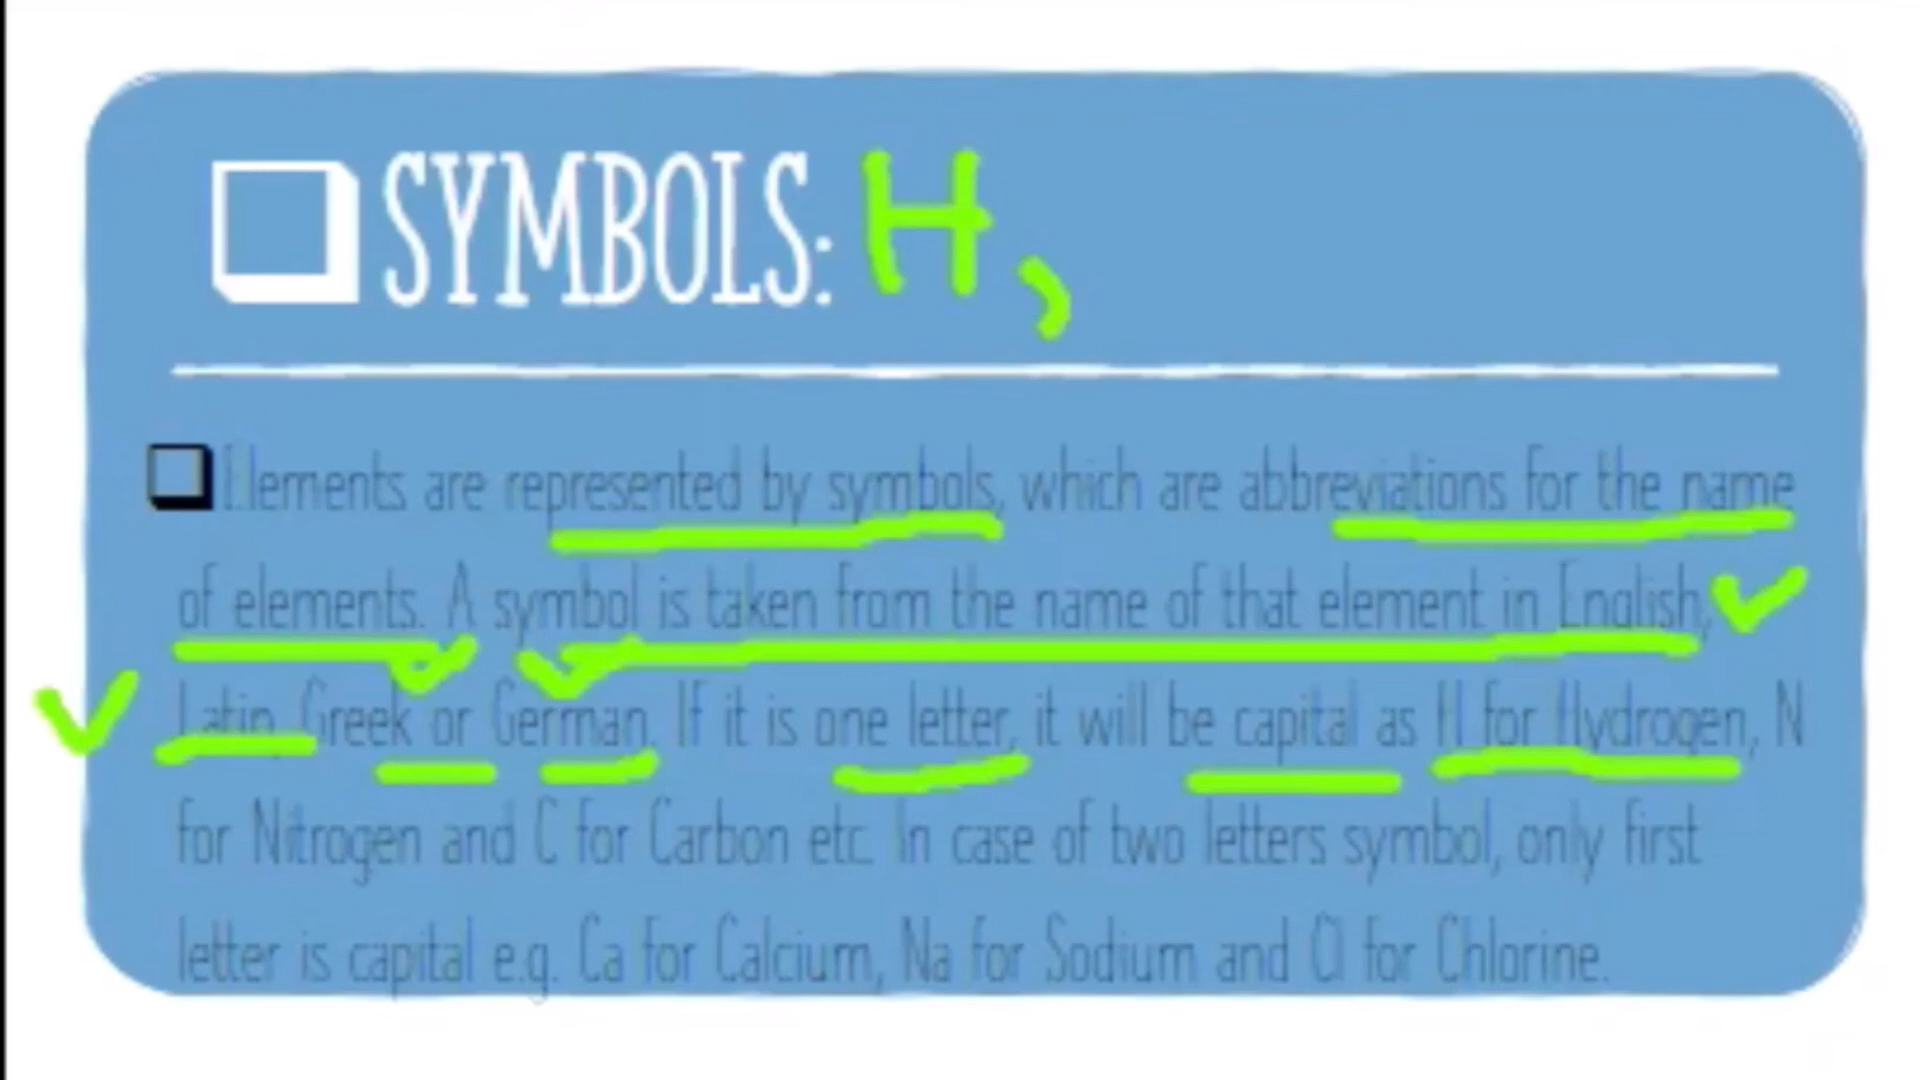 SYMBOLS: H,
Elements are represented by symbols, which are abbreviations for the name
of elements. A symbol is taken from the name of that element in English,
Latin, Greek or German. If it is one letter, it will be capital as H for Hydrogen, N
for Nitrogen and C for Carbon etc. In case of two letters symbol, only first
letter is capital e.g. Ca for Calcium, Na for Sodium and Cl for Chlorine.